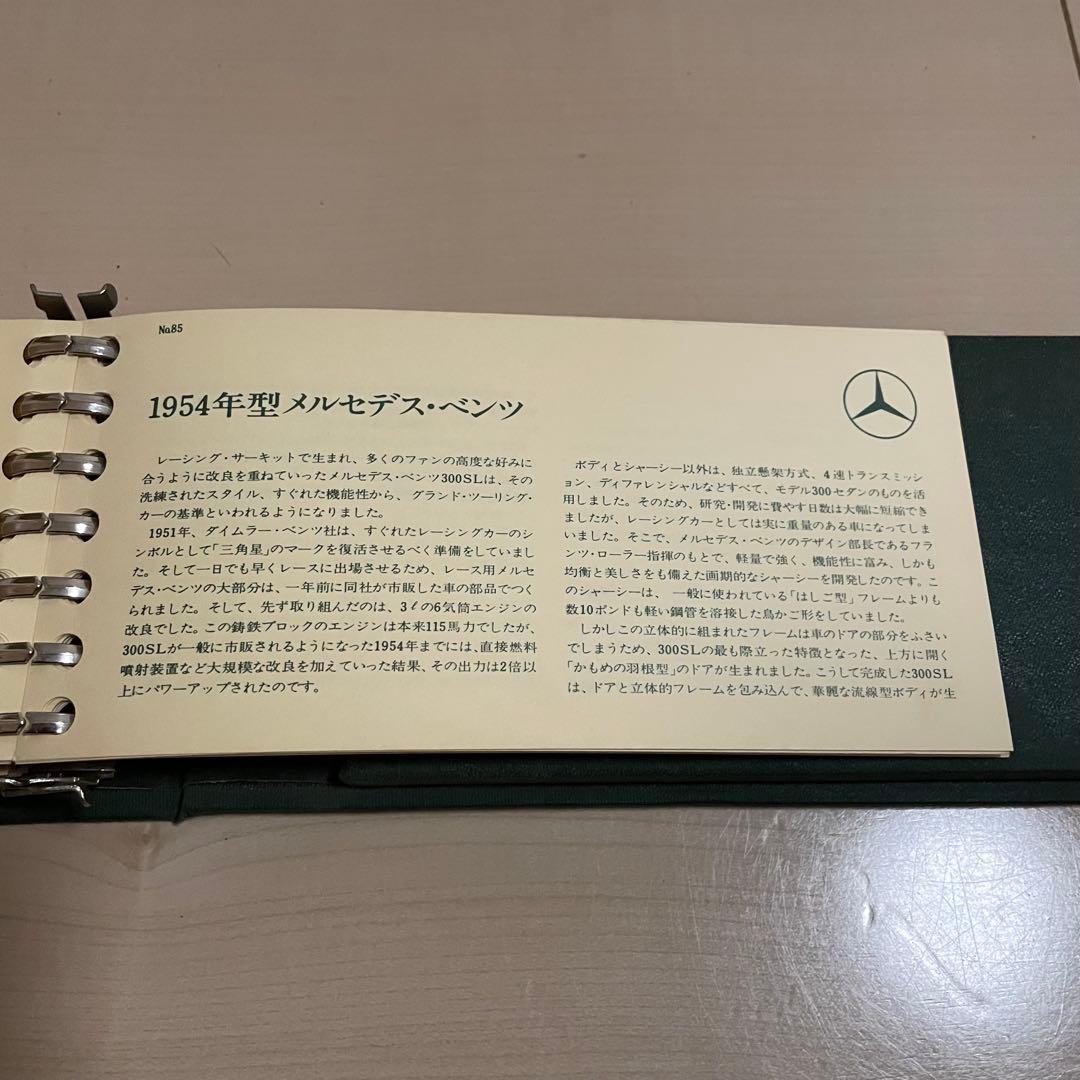 No.85
1954年型メルセデス・ベンツ
レーシング・サーキットで生まれ、多くのファンの高度な好みに
合うように改良を重ねていったメルセデス・ベンツ300SLは、その
洗練されたスタイル、すぐれた機能性から、グランド・ツーリング・
カーの基準といわれるようになりました。
1951年、ダイムラー・ベンツ社は、すぐれたレーシングカーのシ
ンボルとして「三角星」のマークを復活させるべく準備をしていまし
た。そして一日でも早くレースに出場させるため、レース用メルセ
デス・ベンツの大部分は、一年前に同社が市販した車の部品でつく
られました。そして、先ず取り組んだのは、3ℓの6気筒エンジンの
改良でした。この鋳鉄ブロックのエンジンは本来115馬力でしたが、
300SLが一般に市販されるようになった1954年までには、直接燃料
噴射装置など大規模な改良を加えていった結果、その出力は2倍以
上にパワーアップされたのです。
ボディとシャーシー以外は、独立懸架方式、4速トランスミッシ
ョン、ディファレンシャルなどすべて、モデル300セダンのものを活
用しました。そのため、研究・開発に費やす日数は大幅に短縮でき
ましたが、レーシングカーとしては実に重量のある車になってしま
いました。そこで、メルセデス・ベンツのデザイン部長であるフラ
ンツ・ローラー指揮のもとで、軽量で強く、機能性に富み、しかも
均衡と美しさをも備えた画期的なシャーシーを開発したのです。こ
のシャーシーは、一般に使われている「はしご型」フレームよりも
数10ポンドも軽い鋼管を溶接した鳥かご形をしていました。
しかしこの立体的に組まれたフレームは車のドアの部分をふさい
でしまうため、300SLの最も際立った特徴となった、上方に開く
「かもめの羽根型」のドアが生まれました。こうして完成した300SL
は、ドアと立体的フレームを包み込んで、華麗な流線型ボディが生